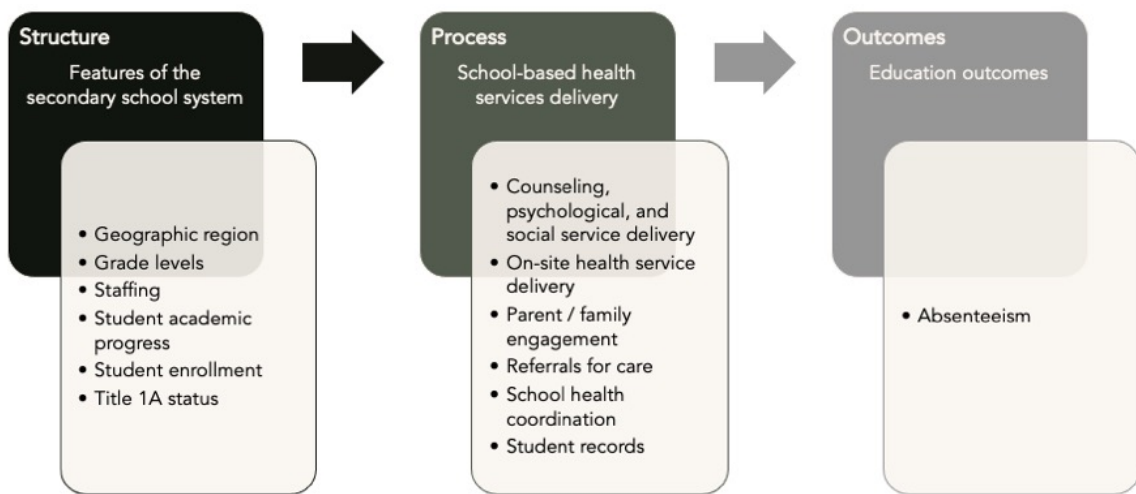 Structure
Features of the
secondary school system
• Geographic region
• Grade levels
• Staffing
• Student academic
progress
• Student enrollment
• Title 1A status
Process
School-based health
services delivery
• Counseling,
psychological, and
social service delivery
• On-site health service
delivery
• Parent / family
engagement
• Referrals for care
• School health
coordination
• Student records
Outcomes
Education outcomes
• Absenteeism